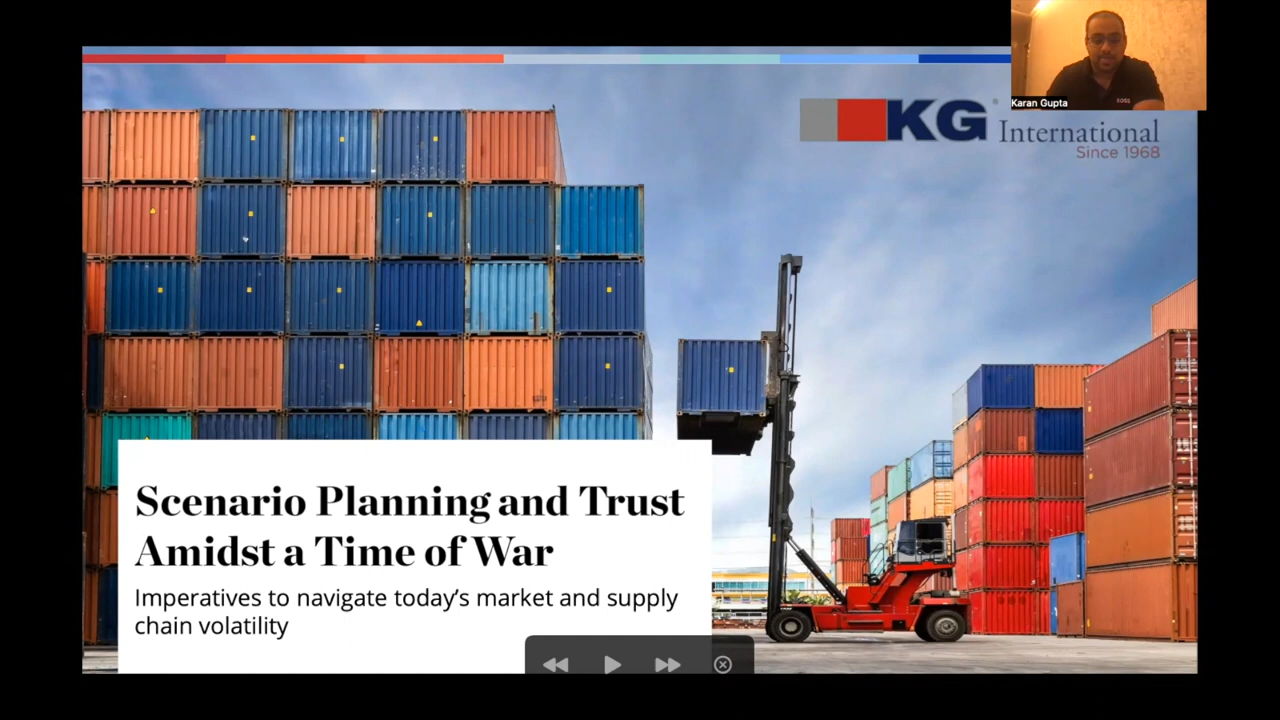 Karan Gupta
KG International
Since 1968
Scenario Planning and Trust
Amidst a Time of War
Imperatives to navigate today's market and supply
chain volatility